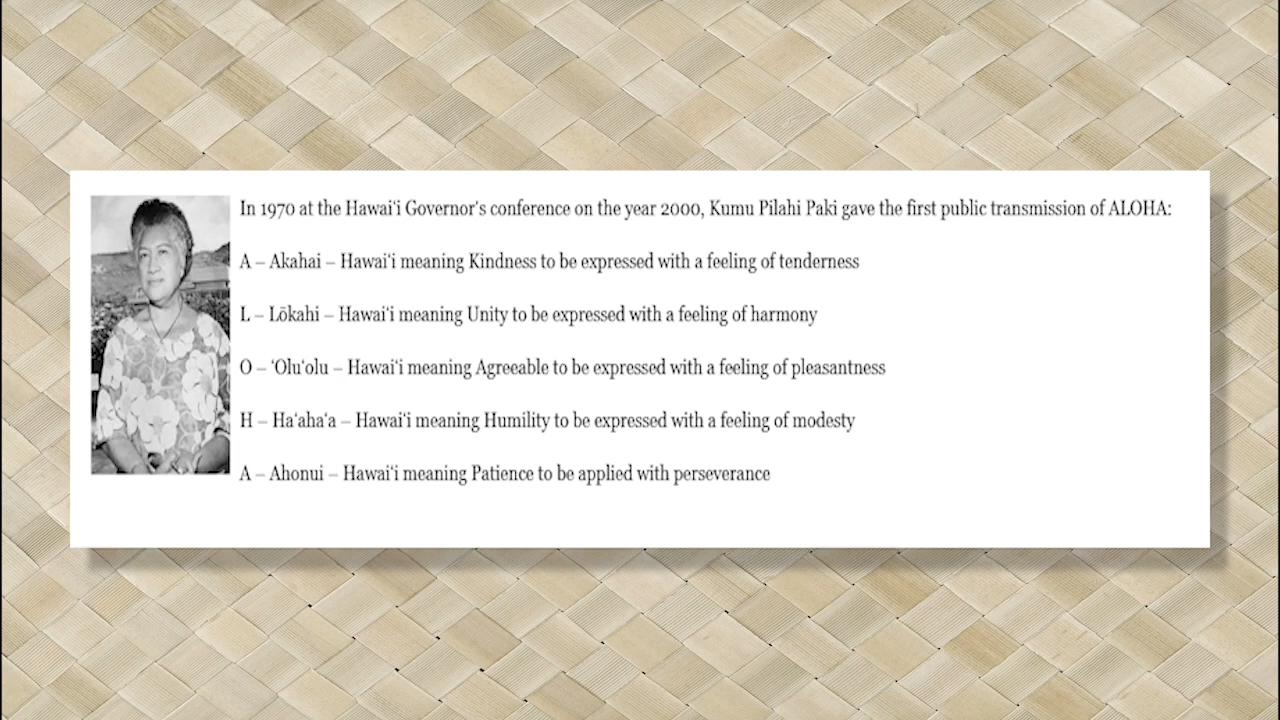 In 1970 at the Hawaiʻi Governor's conference on the year 2000, Kumu Pilahi Paki gave the first public transmission of ALOHA:
A – Akahai – Hawaiʻi meaning Kindness to be expressed with a feeling of tenderness
L – Lōkahi – Hawaiʻi meaning Unity to be expressed with a feeling of harmony
O – ʻOluʻolu – Hawaiʻi meaning Agreeable to be expressed with a feeling of pleasantness
H – Haʻahaʻa – Hawaiʻi meaning Humility to be expressed with a feeling of modesty
A – Ahonui – Hawaiʻi meaning Patience to be applied with perseverance